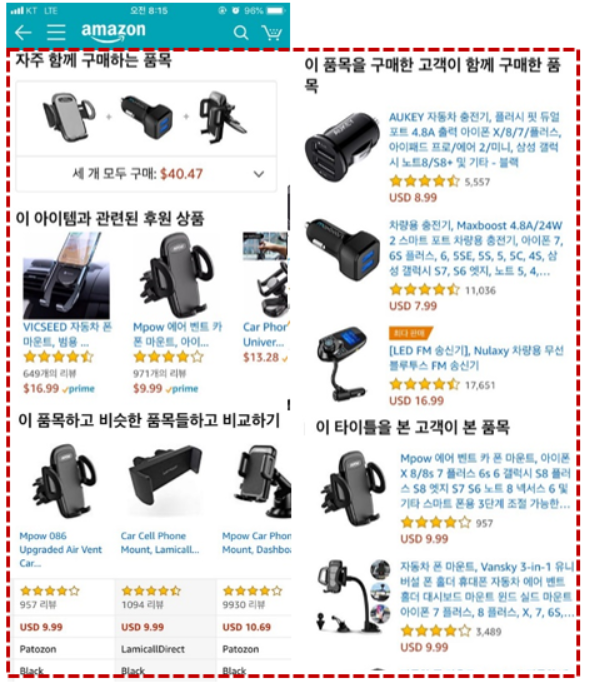 KT LTE 오전 8:15 96%
amazon
자주 함께 구매하는 품목
세 개 모두 구매: $40.47
이 아이템과 관련된 후원 상품
VICSEED 자동차 폰
마운트, 범용 ...
649개의 리뷰
$16.99 prime
Mpow 에어 벤트 카
폰 마운트, 아이...
971개의 리뷰
$9.99 prime
Car Phor
Univer...
$13.28
이 품목하고 비슷한 품목들하고 비교하기
Mpow 086
Upgraded Air Vent
Car...
Car Cell Phone
Mount, Lamicall...
Mpow Car Phon
Mount, Dashboa
957 리뷰
1094 리뷰
9930 리뷰
USD 9.99
USD 9.99
USD 10.69
Patozon
LamicallDirect
Patozon
Black
Black
Black
이 품목을 구매한 고객이 함께 구매한 품
목
AUKEY
AUKEY 자동차 충전기, 플러시 핏 듀얼
포트 4.8A 출력 아이폰 X/8/7/플러스,
아이패드 프로/에어 2/미니, 삼성 갤럭
시 노트8/S8+ 및 기타 - 블랙
5,557
USD 8.99
차량용 충전기, Maxboost 4.8A/24W
2 스마트 포트 차량용 충전기, 아이폰 7,
6S 플러스, 6, 5SE, 5S, 5, 5C, 4S, 삼
성 갤럭시 S7, S6 엣지, 노트 5, 4,...
11,036
USD 7.99
최다 판매
[LED FM 송신기], Nulaxy 차량용 무선
블루투스 FM 송신기
17,651
USD 16.99
이 타이틀을 본 고객이 본 품목
Mpow 에어 벤트 카 폰 마운트, 아이폰
X 8/8s 7 플러스 6s 6 갤럭시 S8 플러
스 S8 엣지 S7 S6 노트 8 넥서스 6 및
기타 스마트 폰용 3단계 조절 가능한...
957
USD 9.99
자동차 폰 마운트, Vansky 3-in-1 유니
버설 폰 홀더 휴대폰 자동차 에어 벤트
홀더 대시보드 마운트 윈드 실드 마운트
아이폰 7 플러스, 8 플러스, X, 7, 6S,...
3,489
USD 9.99